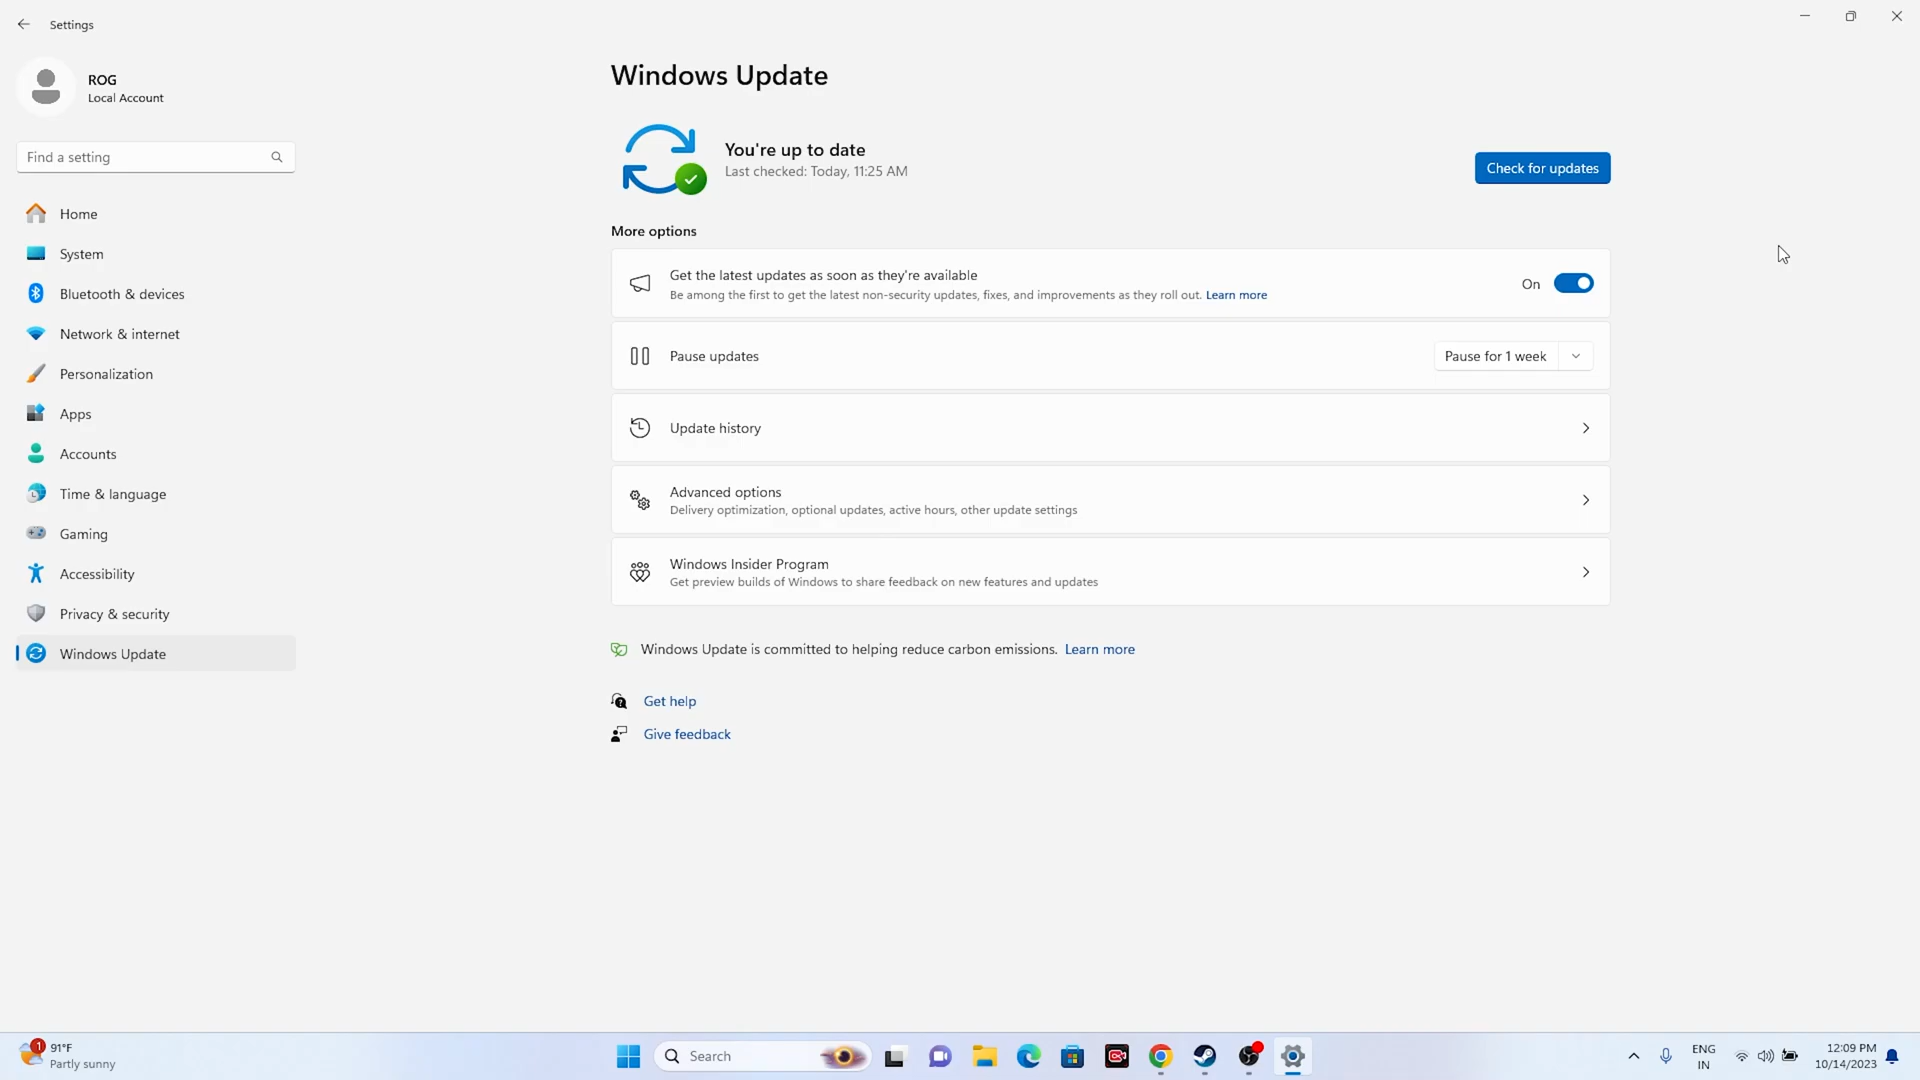 Settings
ROG
Local Account
Find a setting
Home
System
Bluetooth & devices
Network & internet
Personalization
Apps
Accounts
Time & language
Gaming
Accessibility
Privacy & security
Windows Update
Windows Update
You're up to date
Last checked: Today, 11:25 AM
Check for updates
More options
Get the latest updates as soon as they're available
Be among the first to get the latest non-security updates, fixes, and improvements as they roll out. Learn more
On
Pause updates
Pause for 1 week
Update history
Advanced options
Delivery optimization, optional updates, active hours, other update settings
Windows Insider Program
Get preview builds of Windows to share feedback on new features and updates
Windows Update is committed to helping reduce carbon emissions. Learn more
Get help
Give feedback
1
91°F
Partly sunny
Search
ENG
IN
12:09 PM
10/14/2023